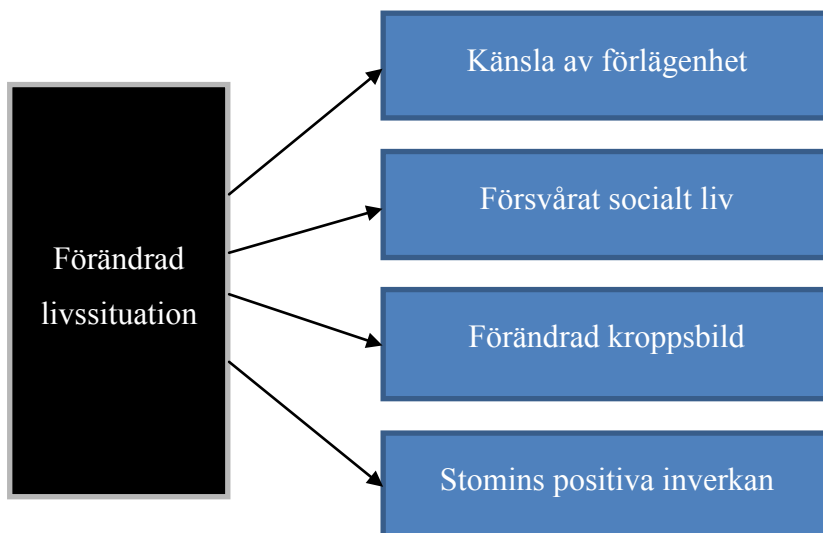 Känsla av förlägenhet
Försvårat socialt liv
Förändrad
livssituation
Förändrad kroppsbild
Stomins positiva inverkan